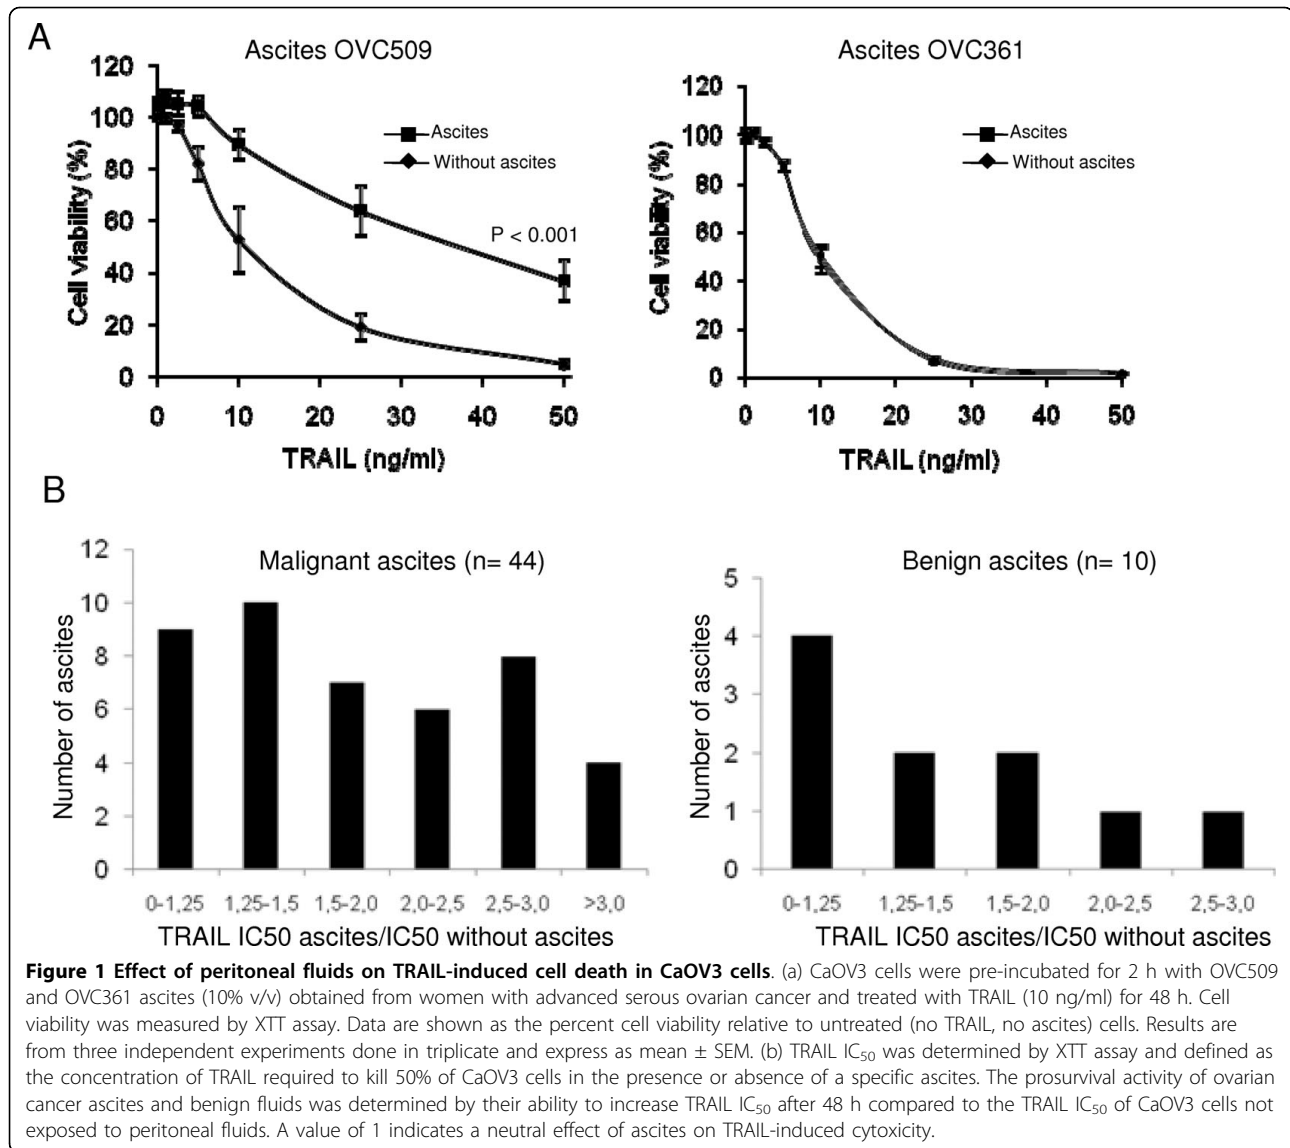 A
Ascites OVC509
Ascites OVC361
120
100
80
60
40
20
0
Cell viability (%)
Ascites
Without ascites
P < 0.001
0 10 20 30 40 50
TRAIL (ng/ml)
120
100
80
60
40
20
0
Cell viability (%)
Ascites
Without ascites
0 10 20 30 40 50
TRAIL (ng/ml)
B
Malignant ascites (n= 44)
12
10
8
6
4
2
0
Number of ascites
0-1,25 1,25-1,5 1,5-2,0 2,0-2,5 2,5-3,0 >3,0
TRAIL IC50 ascites/IC50 without ascites
Benign ascites (n= 10)
5
4
3
2
1
0
Number of ascites
0-1,25 1,25-1,5 1,5-2,0 2,0-2,5 2,5-3,0
TRAIL IC50 ascites/IC50 without ascites
Figure 1 Effect of peritoneal fluids on TRAIL-induced cell death in CaOV3 cells. (a) CaOV3 cells were pre-incubated for 2 h with OVC509
and OVC361 ascites (10% v/v) obtained from women with advanced serous ovarian cancer and treated with TRAIL (10 ng/ml) for 48 h. Cell
viability was measured by XTT assay. Data are shown as the percent cell viability relative to untreated (no TRAIL, no ascites) cells. Results are
from three independent experiments done in triplicate and express as mean ± SEM. (b) TRAIL IC50 was determined by XTT assay and defined as
the concentration of TRAIL required to kill 50% of CaOV3 cells in the presence or absence of a specific ascites. The prosurvival activity of ovarian
cancer ascites and benign fluids was determined by their ability to increase TRAIL IC50 after 48 h compared to the TRAIL IC50 of CaOV3 cells not
exposed to peritoneal fluids. A value of 1 indicates a neutral effect of ascites on TRAIL-induced cytoxicity.